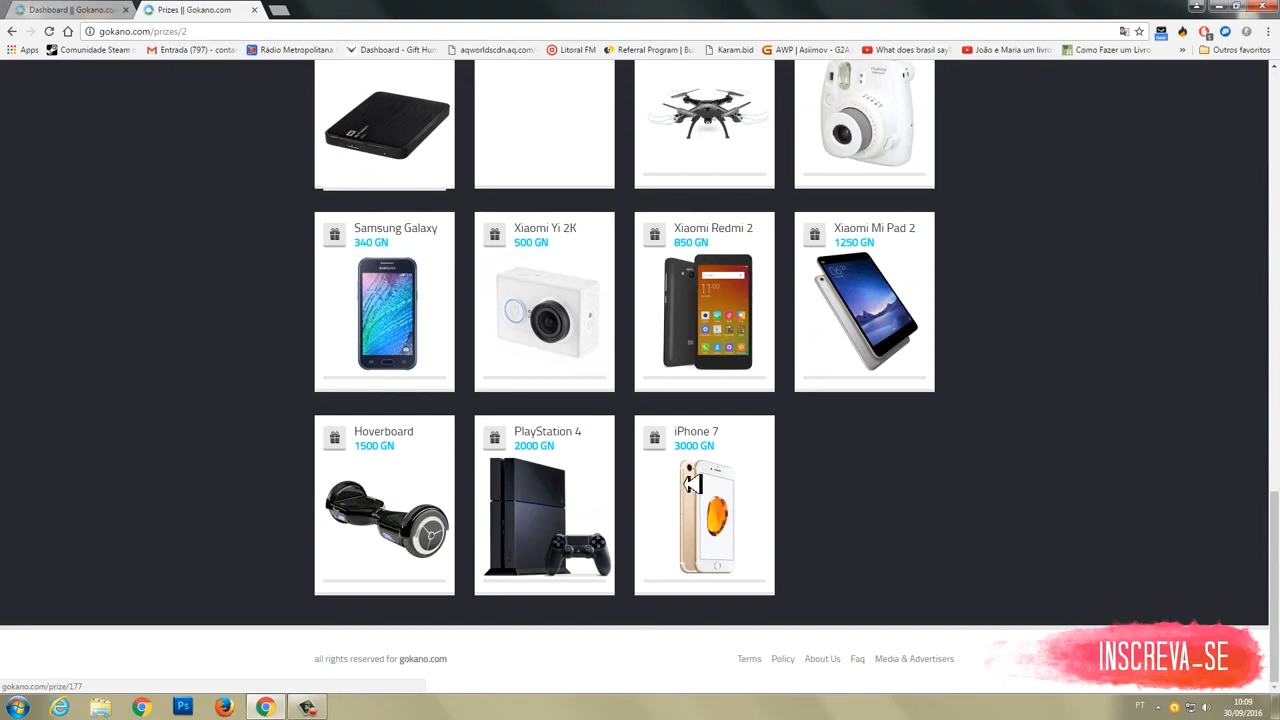 Dashboard || Gokano.com
Prizes || Gokano.com
gokano.com/prizes/2
Apps
Comunidade Steam
Entrada (797) - conta
Rádio Metropolitana
Dashboard - Gift Hun
aqworldscdnaq.com/
Litoral FM
Referral Program | Bu
Karam.bid
AWP | Asiimov - G2A
What does brasil say?
João e Maria um livro
Como Fazer um Livro
»
Outros favoritos
Samsung Galaxy
340 GN
Xiaomi Yi 2K
500 GN
Xiaomi Redmi 2
850 GN
Xiaomi Mi Pad 2
1250 GN
Hoverboard
1500 GN
PlayStation 4
2000 GN
iPhone 7
3000 GN
all rights reserved for gokano.com
Terms Policy About Us Faq Media & Advertisers
INSCREVA_SE
gokano.com/prize/177
PT
10:09
30/09/2016